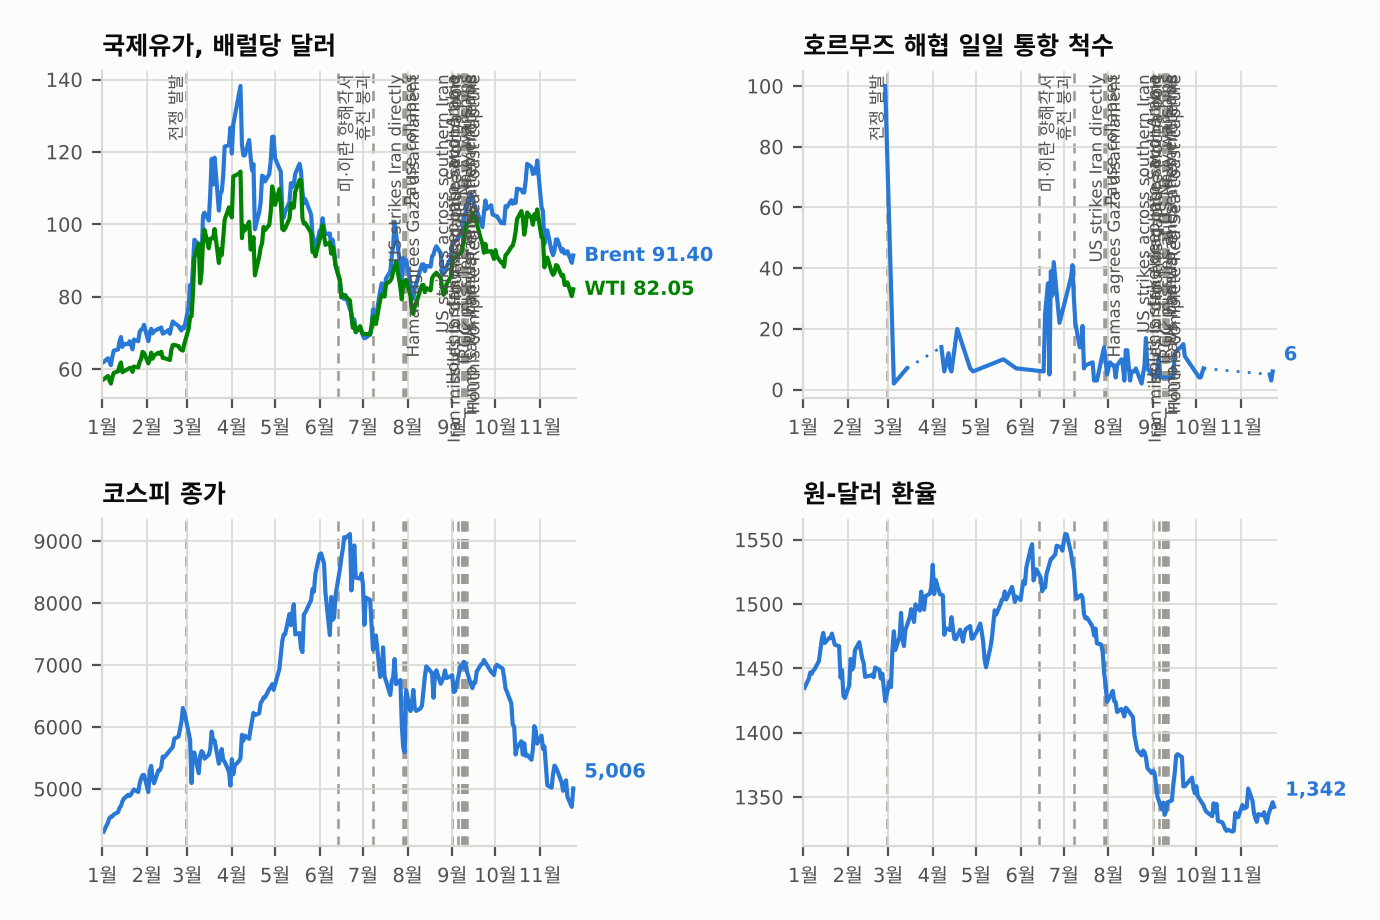 국제유가, 배럴당 달러
140
120
100
80
60
전쟁 발발
미·이란 양해각서
휴전 붕괴
US strikes Iran directly
Hamas agrees Gaza disarmament
US strikes across southern Iran
Brent 91.40
WTI 82.05
1월 2월 3월 4월 5월 6월 7월 8월 9월 10월 11월
호르무즈 해협 일일 통항 척수
100
80
60
40
20
0
전쟁 발발
미·이란 양해각서
휴전 붕괴
US strikes Iran directly
Hamas agrees Gaza disarmament
US strikes across southern Iran
6
1월 2월 3월 4월 5월 6월 7월 8월 9월 10월 11월
코스피 종가
9000
8000
7000
6000
5000
5,006
1월 2월 3월 4월 5월 6월 7월 8월 9월 10월 11월
원-달러 환율
1550
1500
1450
1400
1350
1,342
1월 2월 3월 4월 5월 6월 7월 8월 9월 10월 11월